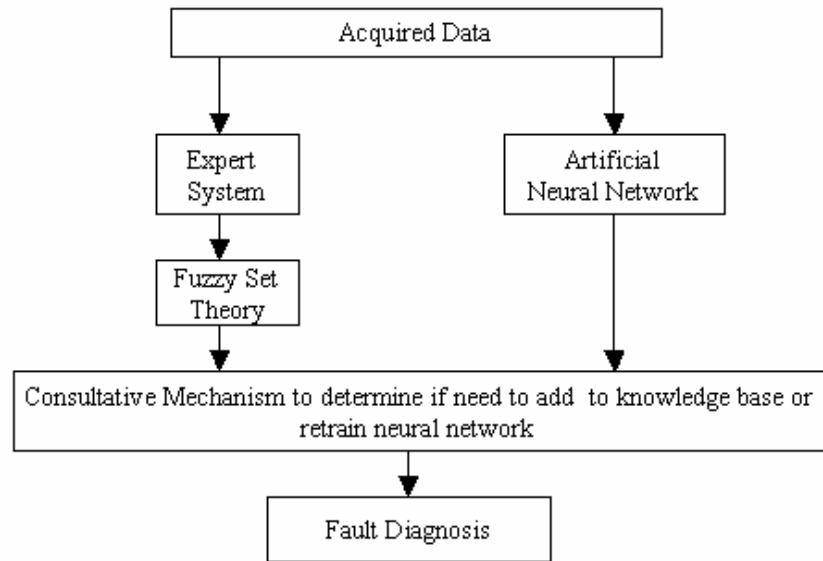 Acquired Data
Expert
System
Artificial
Neural Network
Fuzzy Set
Theory
Consultative Mechanism to determine if need to add to knowledge base or
retrain neural network
Fault Diagnosis